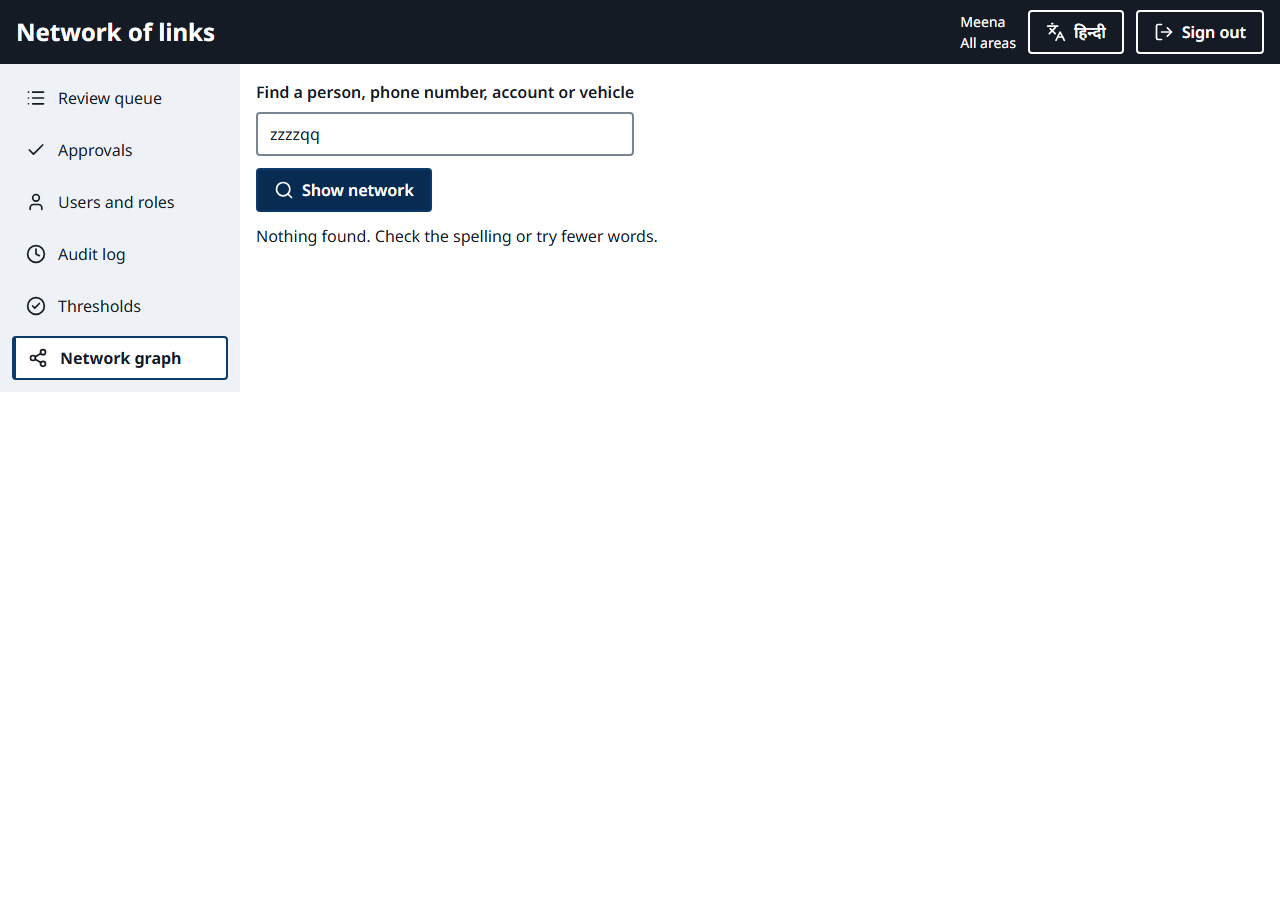 Network of links
Meena
All areas
हिन्दी
Sign out
Review queue
Approvals
Users and roles
Audit log
Thresholds
Network graph
Find a person, phone number, account or vehicle
zzzzqq
Show network
Nothing found. Check the spelling or try fewer words.